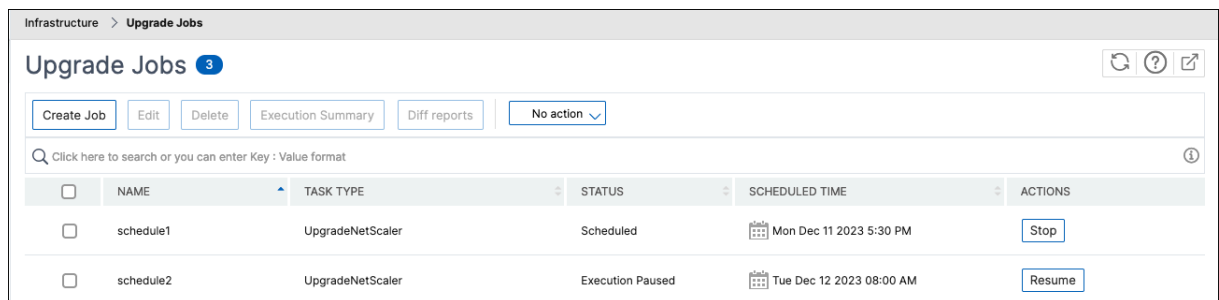 Infrastructure > Upgrade Jobs
Upgrade Jobs 3
Create Job Edit Delete Execution Summary Diff reports No action
Click here to search or you can enter Key : Value format
NAME TASK TYPE STATUS SCHEDULED TIME ACTIONS
schedule1 UpgradeNetScaler Scheduled Mon Dec 11 2023 5:30 PM Stop
schedule2 UpgradeNetScaler Execution Paused Tue Dec 12 2023 08:00 AM Resume